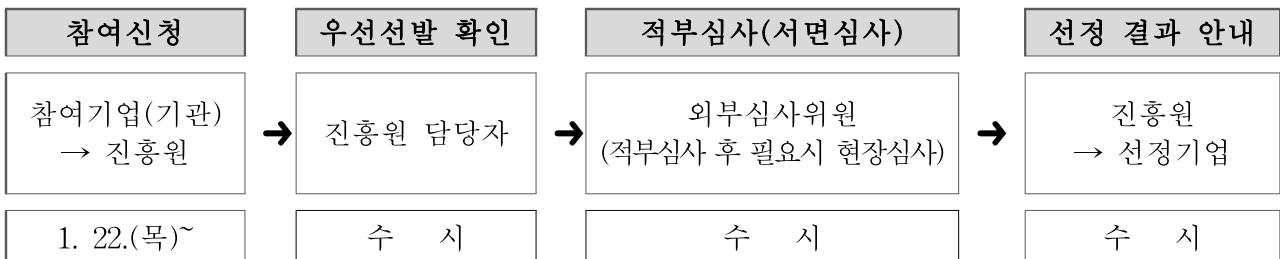 참여신청
우선선발 확인
적부심사(서면심사)
선정 결과 안내
참여기업(기관)
→ 진흥원
➔
진흥원 담당자
➔
외부심사위원
(적부심사 후 필요시 현장심사)
➔
진흥원
→ 선정기업
1. 22.(목)~
수 시
수 시
수 시